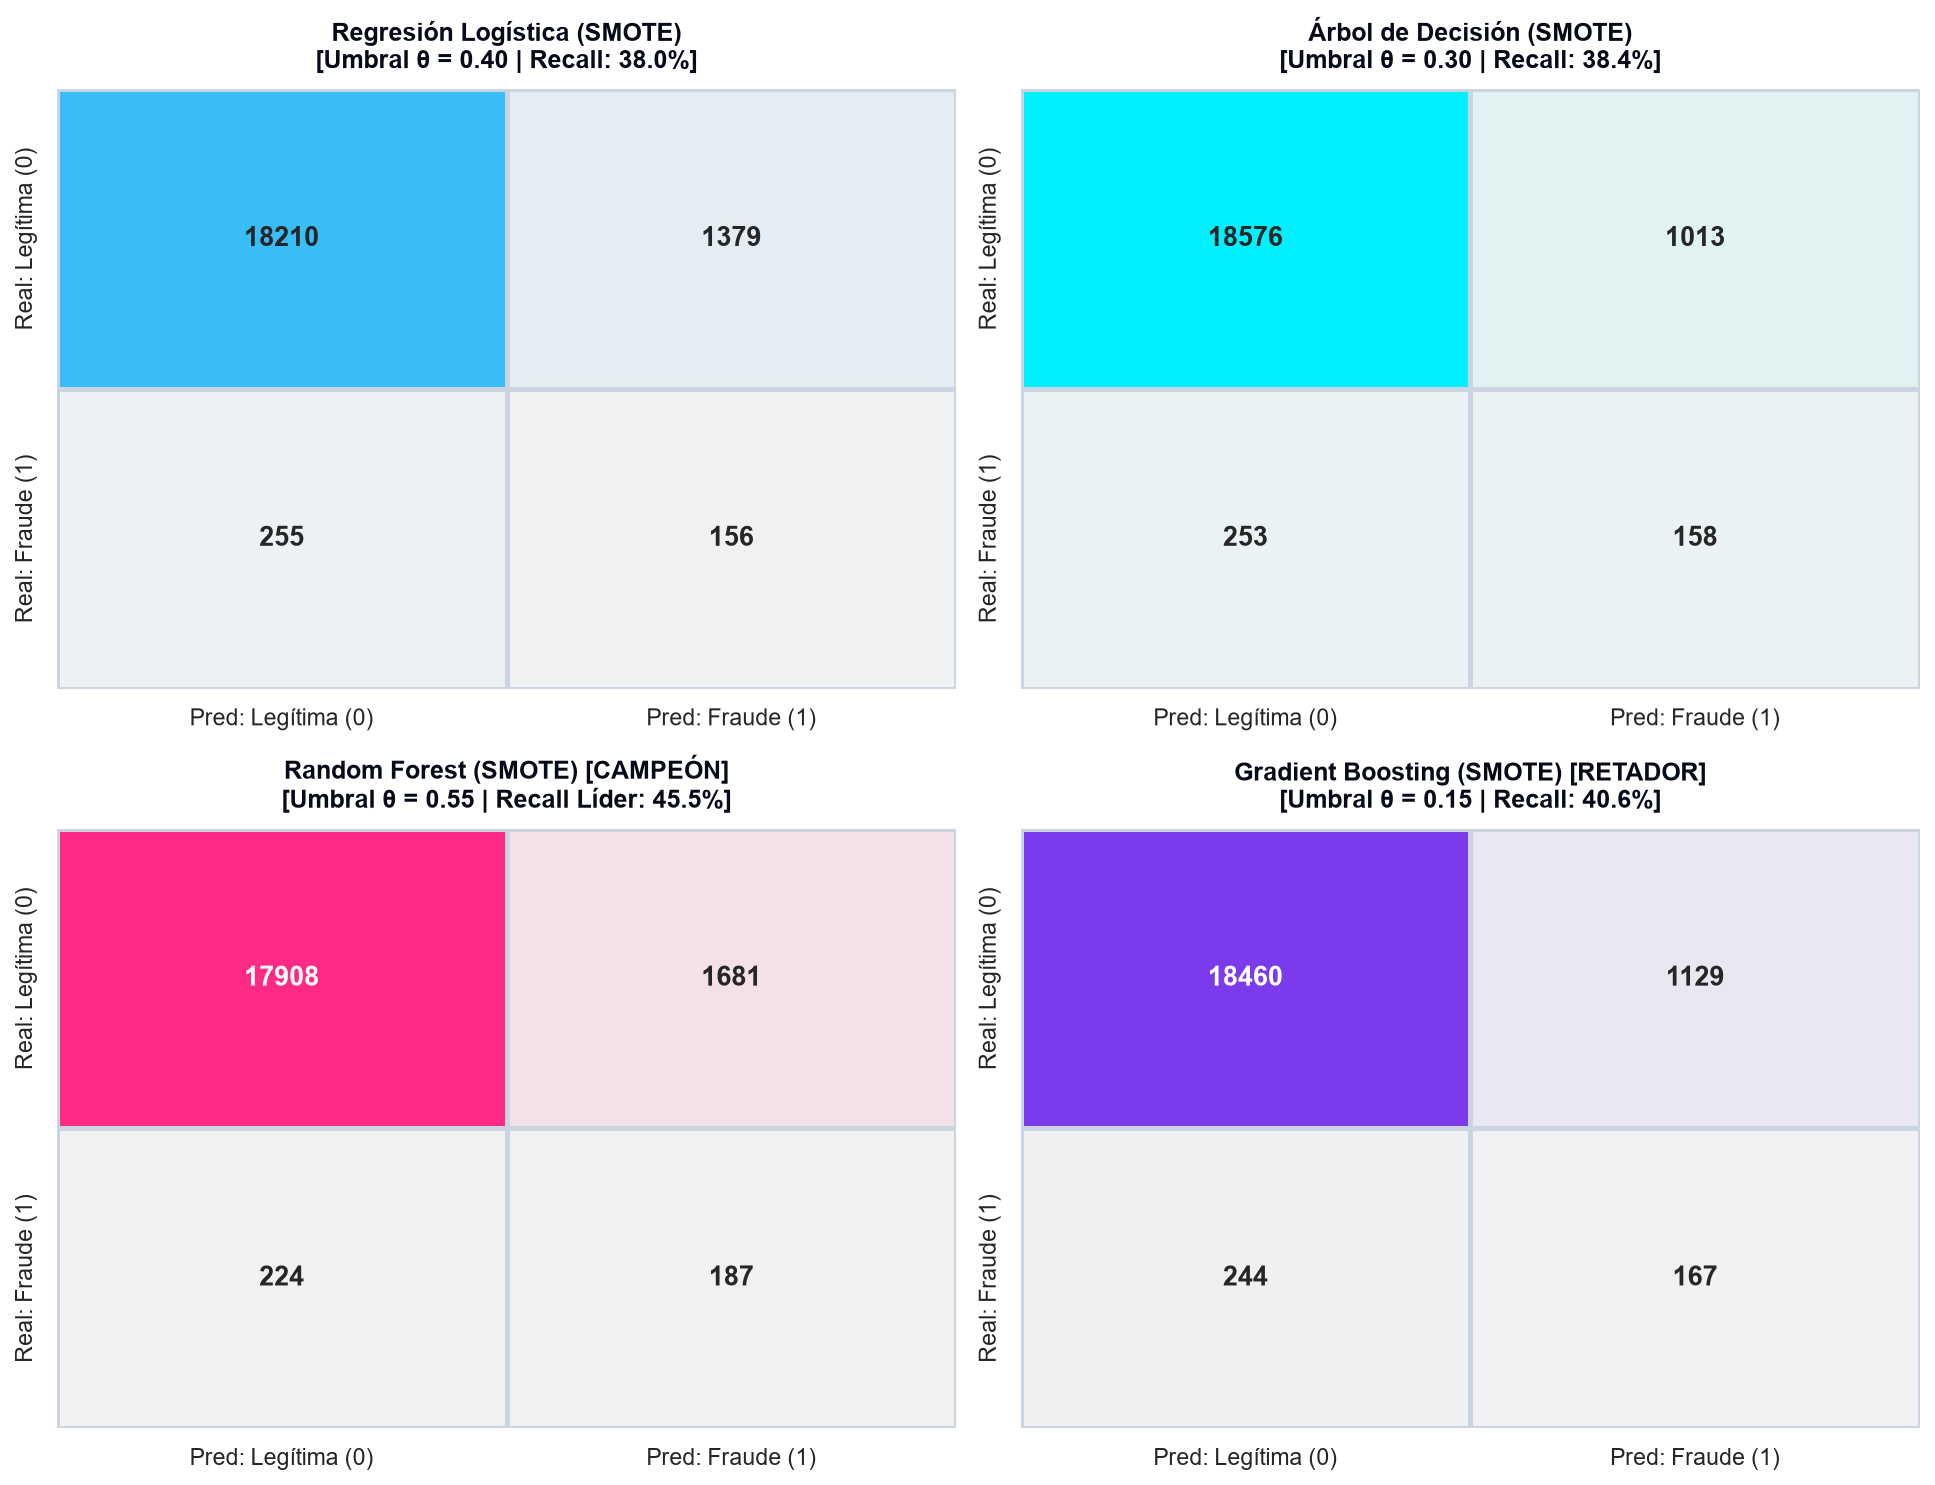 Regresión Logística (SMOTE)
[Umbral θ = 0.40 | Recall: 38.0%]
Real: Legítima (0)
18210
1379
Real: Fraude (1)
255
156
Pred: Legítima (0)
Pred: Fraude (1)
Árbol de Decisión (SMOTE)
[Umbral θ = 0.30 | Recall: 38.4%]
Real: Legítima (0)
18576
1013
Real: Fraude (1)
253
158
Pred: Legítima (0)
Pred: Fraude (1)
Random Forest (SMOTE) [CAMPEÓN]
[Umbral θ = 0.55 | Recall Líder: 45.5%]
Real: Legítima (0)
17908
1681
Real: Fraude (1)
224
187
Pred: Legítima (0)
Pred: Fraude (1)
Gradient Boosting (SMOTE) [RETADOR]
[Umbral θ = 0.15 | Recall: 40.6%]
Real: Legítima (0)
18460
1129
Real: Fraude (1)
244
167
Pred: Legítima (0)
Pred: Fraude (1)